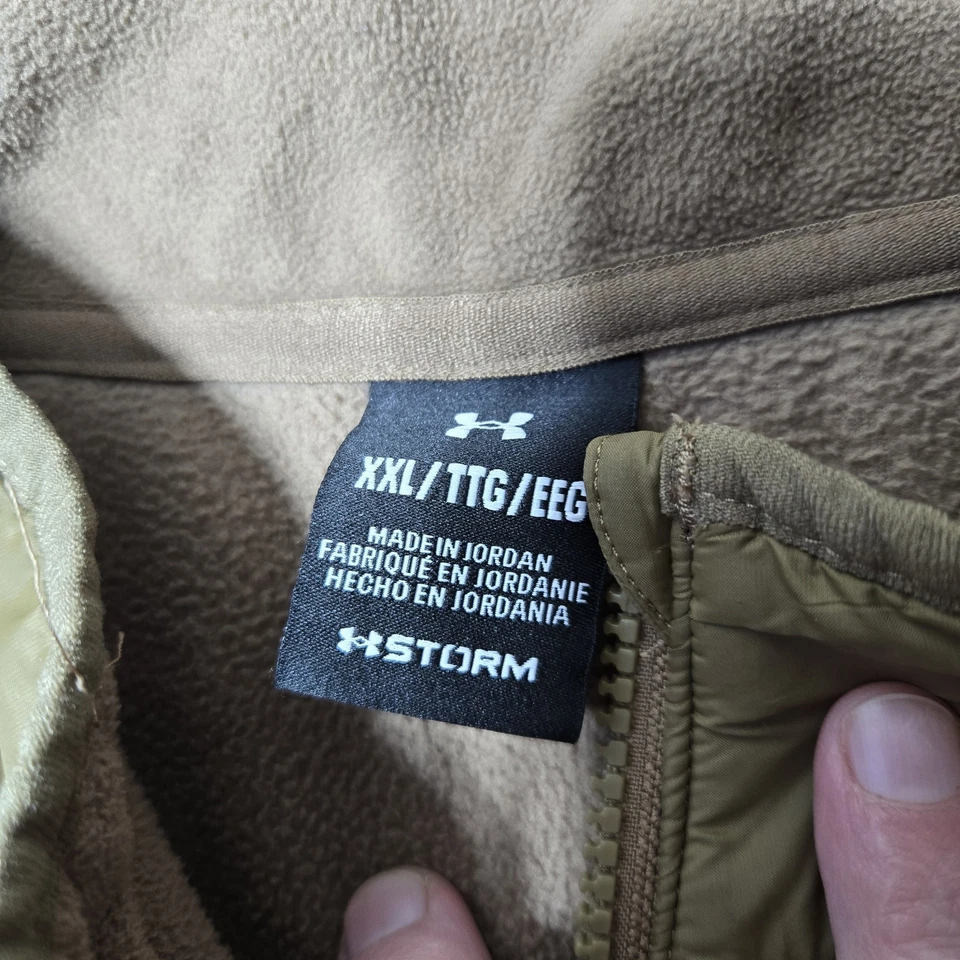 XXL/TTG/EEG
MADE IN JORDAN
FABRIQUÉ EN JORDANIE
HECHO EN JORDANIA
STORM